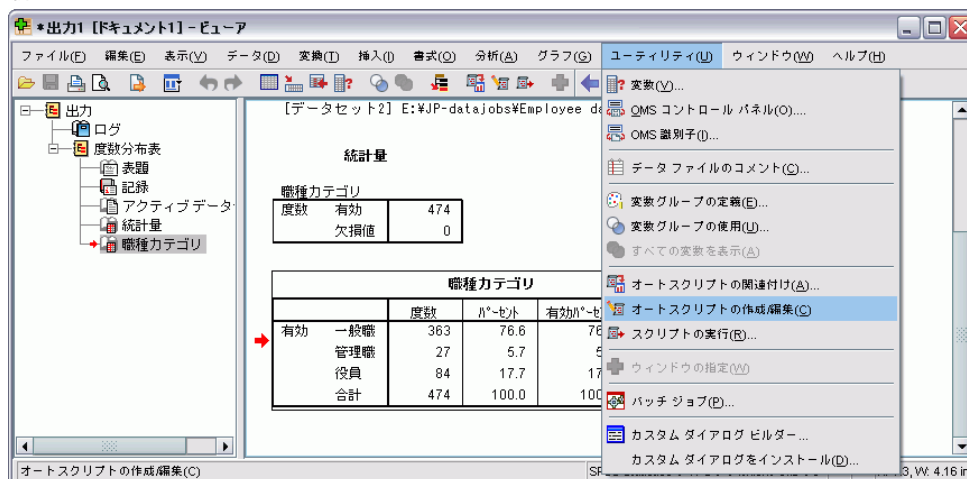 *出力1 [ドキュメント1] - ビューア
ファイル(F) 編集(E) 表示(V) データ(D) 変換(T) 挿入(I) 書式(O) 分析(A) グラフ(G) ユーティリティ(U) ウィンドウ(W) ヘルプ(H)
出力
ログ
度数分布表
表題
記録
アクティブ データ
統計量
職種カテゴリ
[データセット2] E:¥JP-datajobs¥Employee da
統計量
職種カテゴリ
度数 有効 474
欠損値 0
職種カテゴリ
度数 パーセント 有効パーセ
有効 一般職 363 76.6 76
管理職 27 5.7 5
役員 84 17.7 17
合計 474 100.0 100
変数(V)...
OMS コントロール パネル(O)....
OMS 識別子(I)...
データ ファイルのコメント(C)...
変数グループの定義(E)...
変数グループの使用(U)...
すべての変数を表示(A)
オートスクリプトの関連付け(A)...
オートスクリプトの作成/編集(C)
スクリプトの実行(R)...
ウィンドウの指定(W)
バッチ ジョブ(P)...
カスタム ダイアログ ビルダー...
カスタム ダイアログをインストール(D)...
オートスクリプトの作成/編集(C)
3, W: 4.16 in